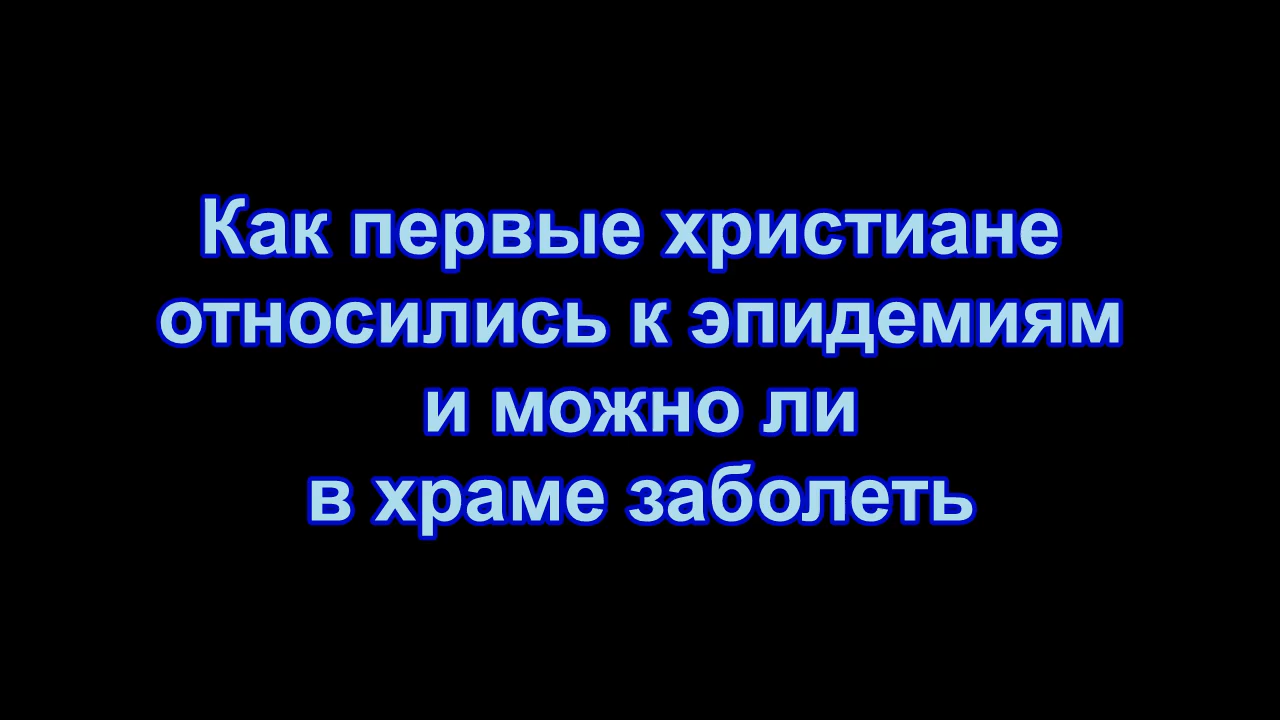 Как первые христиане
относились к эпидемиям
и можно ли
в храме заболеть